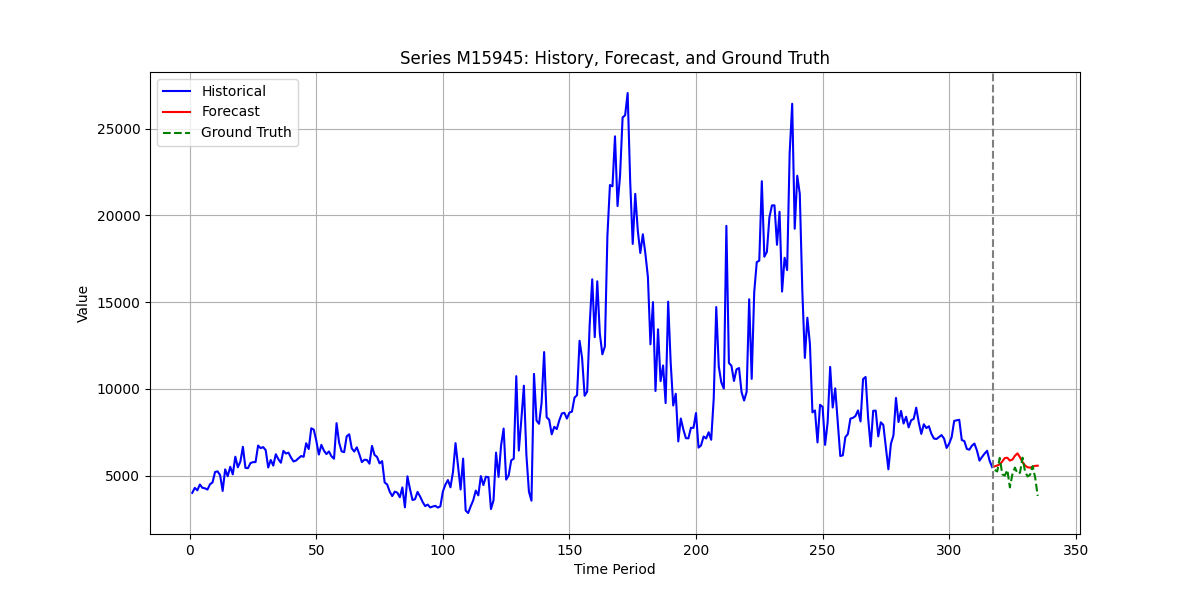 Series M15945: History, Forecast, and Ground Truth
Historical
Forecast
Ground Truth
25000
20000
15000
10000
5000
Value
0 50 100 150 200 250 300 350
Time Period